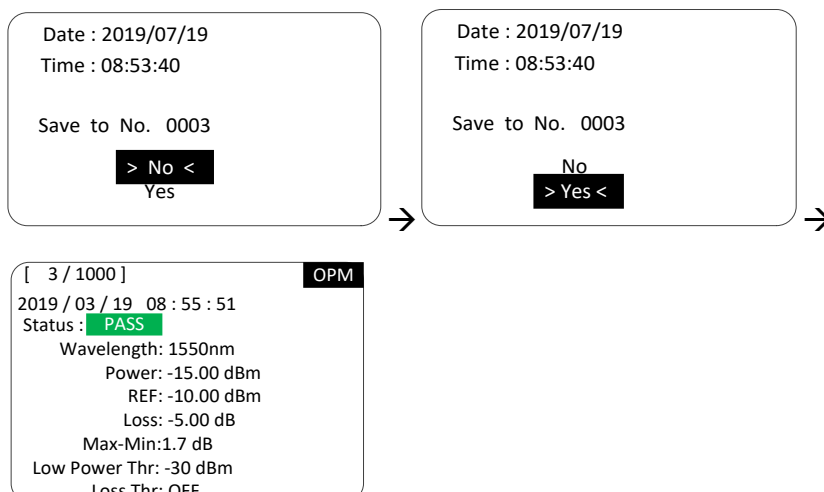 Date : 2019/07/19
Time : 08:53:40
Save to No. 0003
> No <
Yes
→
Date : 2019/07/19
Time : 08:53:40
Save to No. 0003
No
> Yes <
→
[ 3 / 1000 ] OPM
2019 / 03 / 19 08 : 55 : 51
Status : PASS
Wavelength: 1550nm
Power: -15.00 dBm
REF: -10.00 dBm
Loss: -5.00 dB
Max-Min:1.7 dB
Low Power Thr: -30 dBm
Loss Thr: OFF